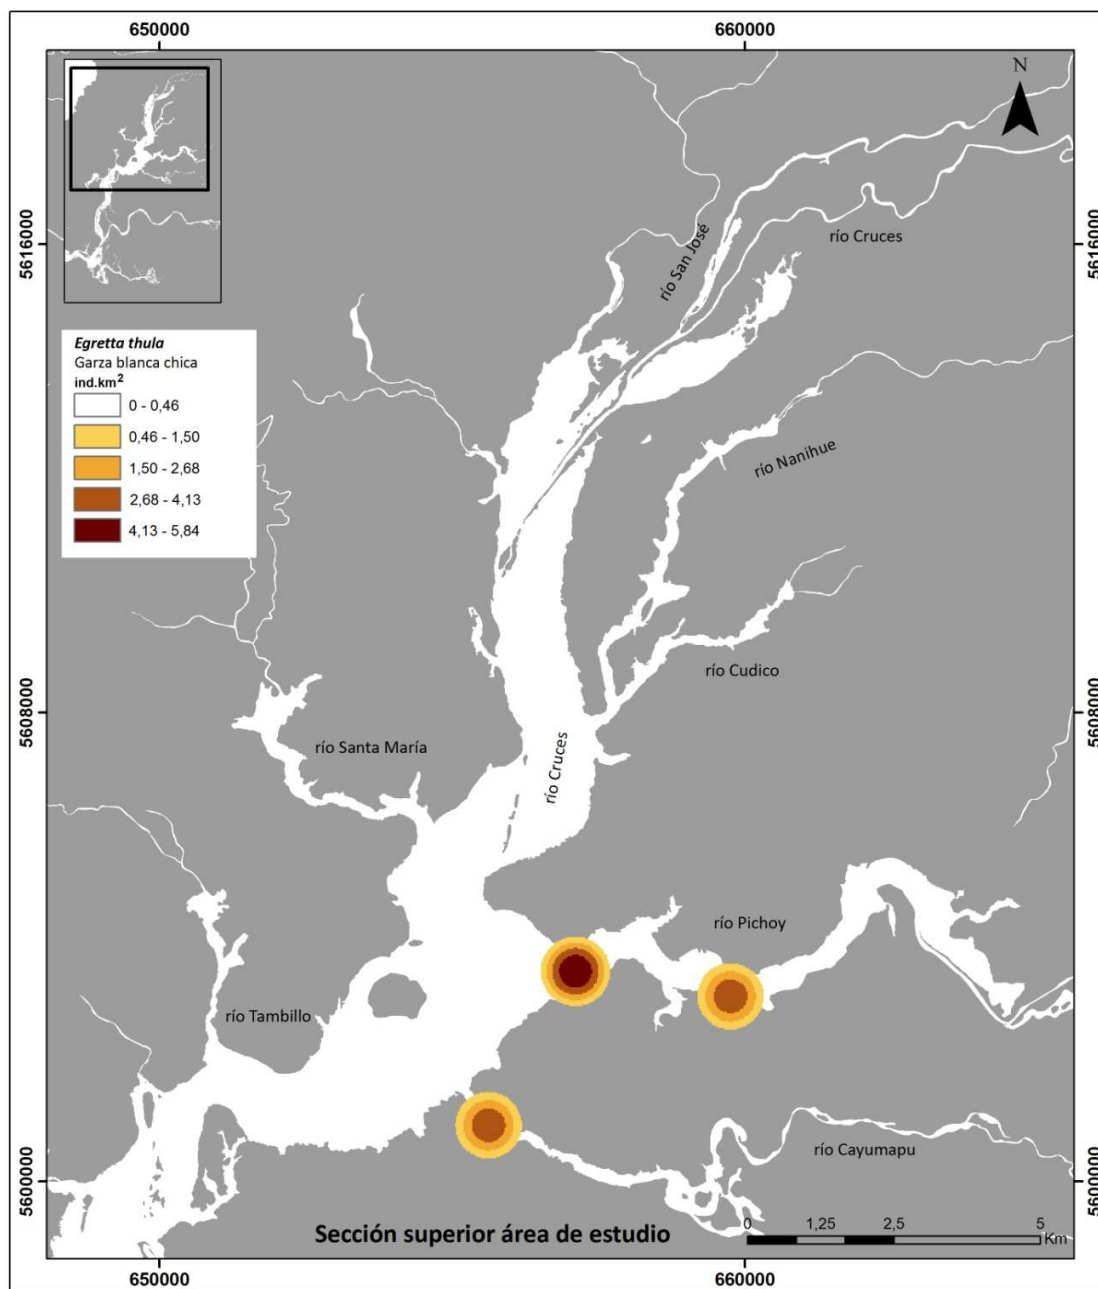 650000
660000
N
5616000
5616000
río San José
río Cruces
Egretta thula
Garza blanca chica
ind.km²
0 - 0,46
0,46 - 1,50
1,50 - 2,68
2,68 - 4,13
4,13 - 5,84
río Nanihue
río Cudico
5608000
5608000
río Santa María
río Cruces
río Pichoy
río Tambillo
río Cayumapu
5600000
5600000
Sección superior área de estudio
0 1,25 2,5 5
Km
650000
660000